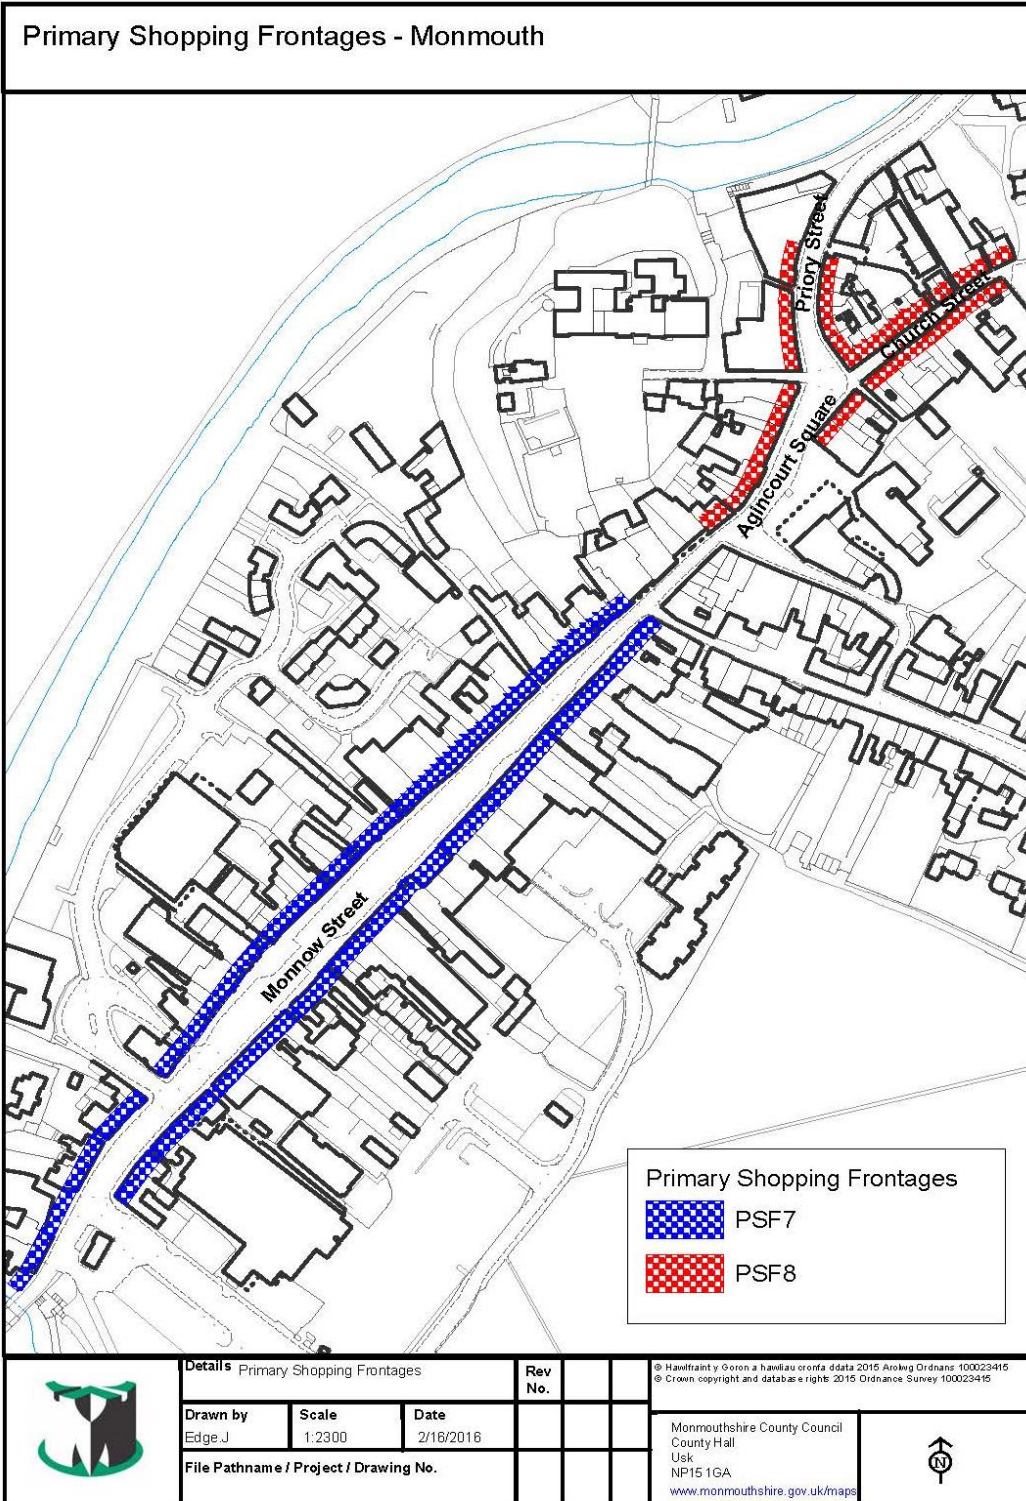 Primary Shopping Frontages - Monmouth
Priory Street
Church Street
Agincourt Square
Monnow Street
Primary Shopping Frontages
PSF7
PSF8
Details Primary Shopping Frontages
Rev
No.
Drawn by
Edge.J
Scale
1:2300
Date
2/16/2016
File Pathname / Project / Drawing No.
© Hawlfraint y Goron a hawliau cronfa ddata 2015 Arolwg Ordnans 100023415
© Crown copyright and database rights 2015 Ordnance Survey 100023415
Monmouthshire County Council
County Hall
Usk
NP15 1GA
www.monmouthshire.gov.uk/maps
N